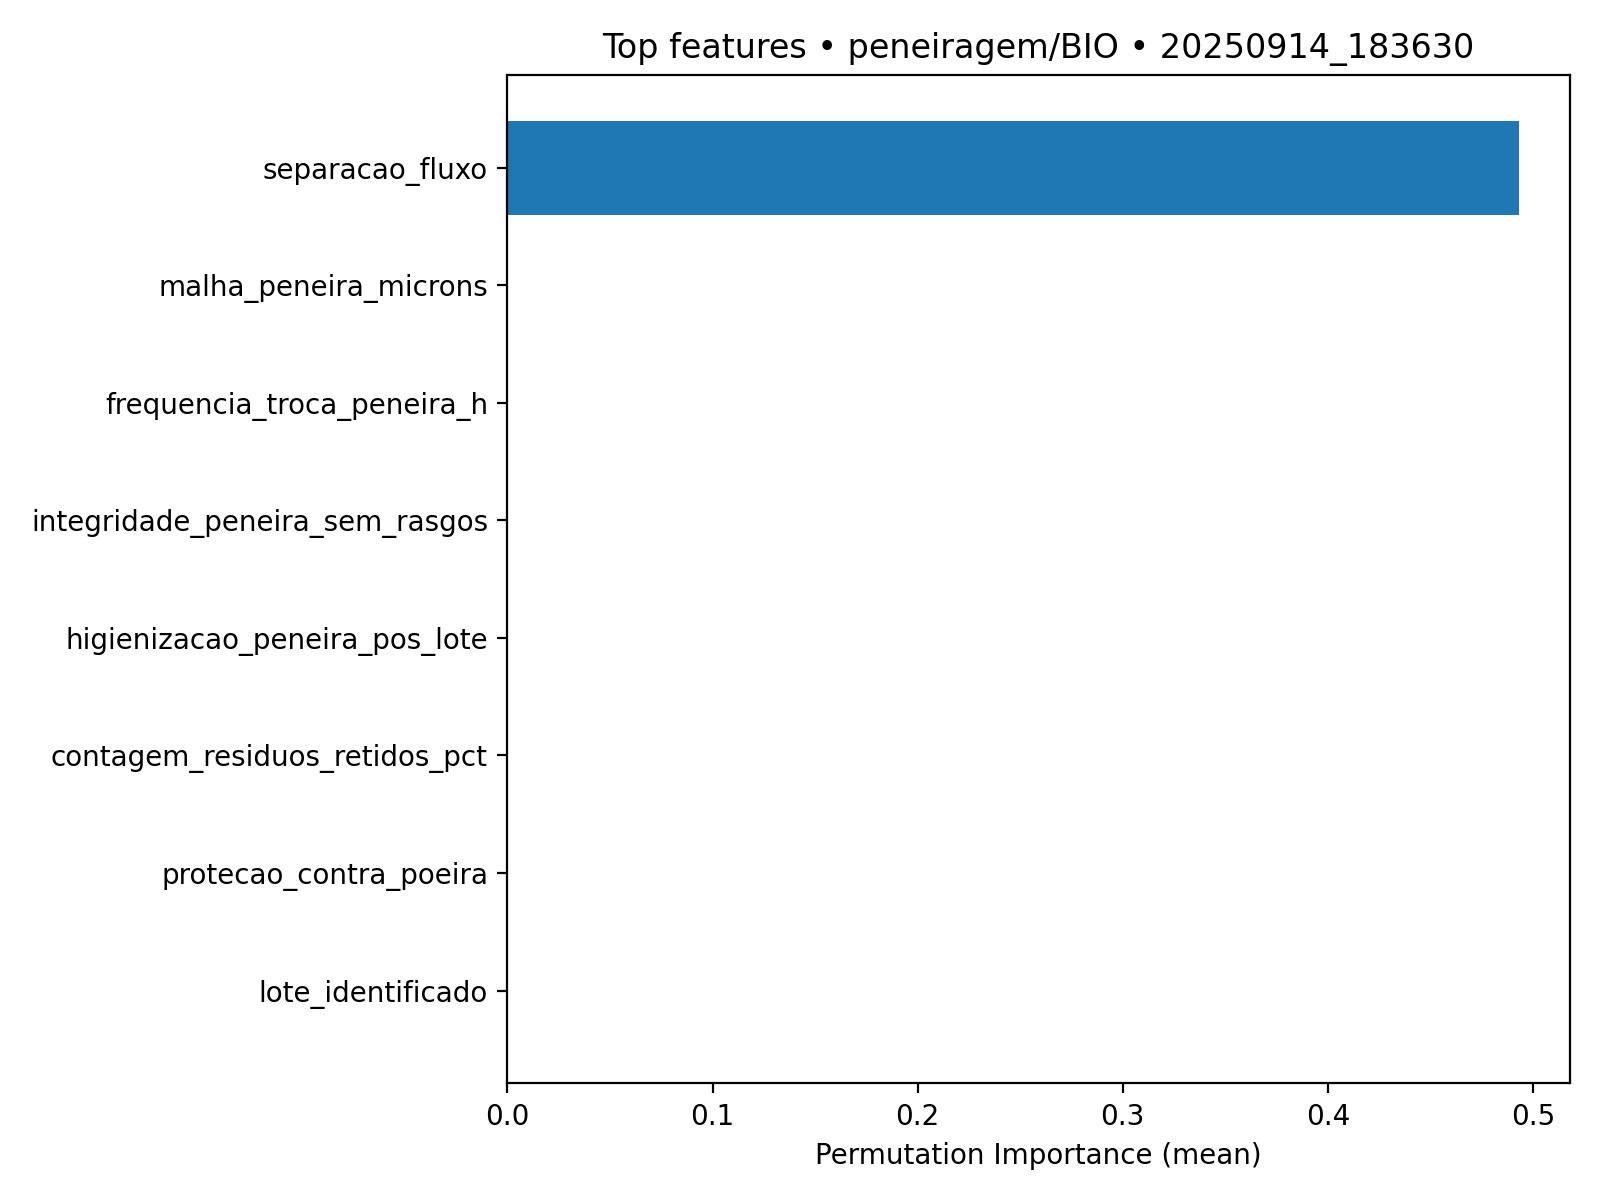 Top features • peneiragem/BIO • 20250914_183630
separacao_fluxo
malha_peneira_microns
frequencia_troca_peneira_h
integridade_peneira_sem_rasgos
higienizacao_peneira_pos_lote
contagem_residuos_retidos_pct
protecao_contra_poeira
lote_identificado
0.0 0.1 0.2 0.3 0.4 0.5
Permutation Importance (mean)